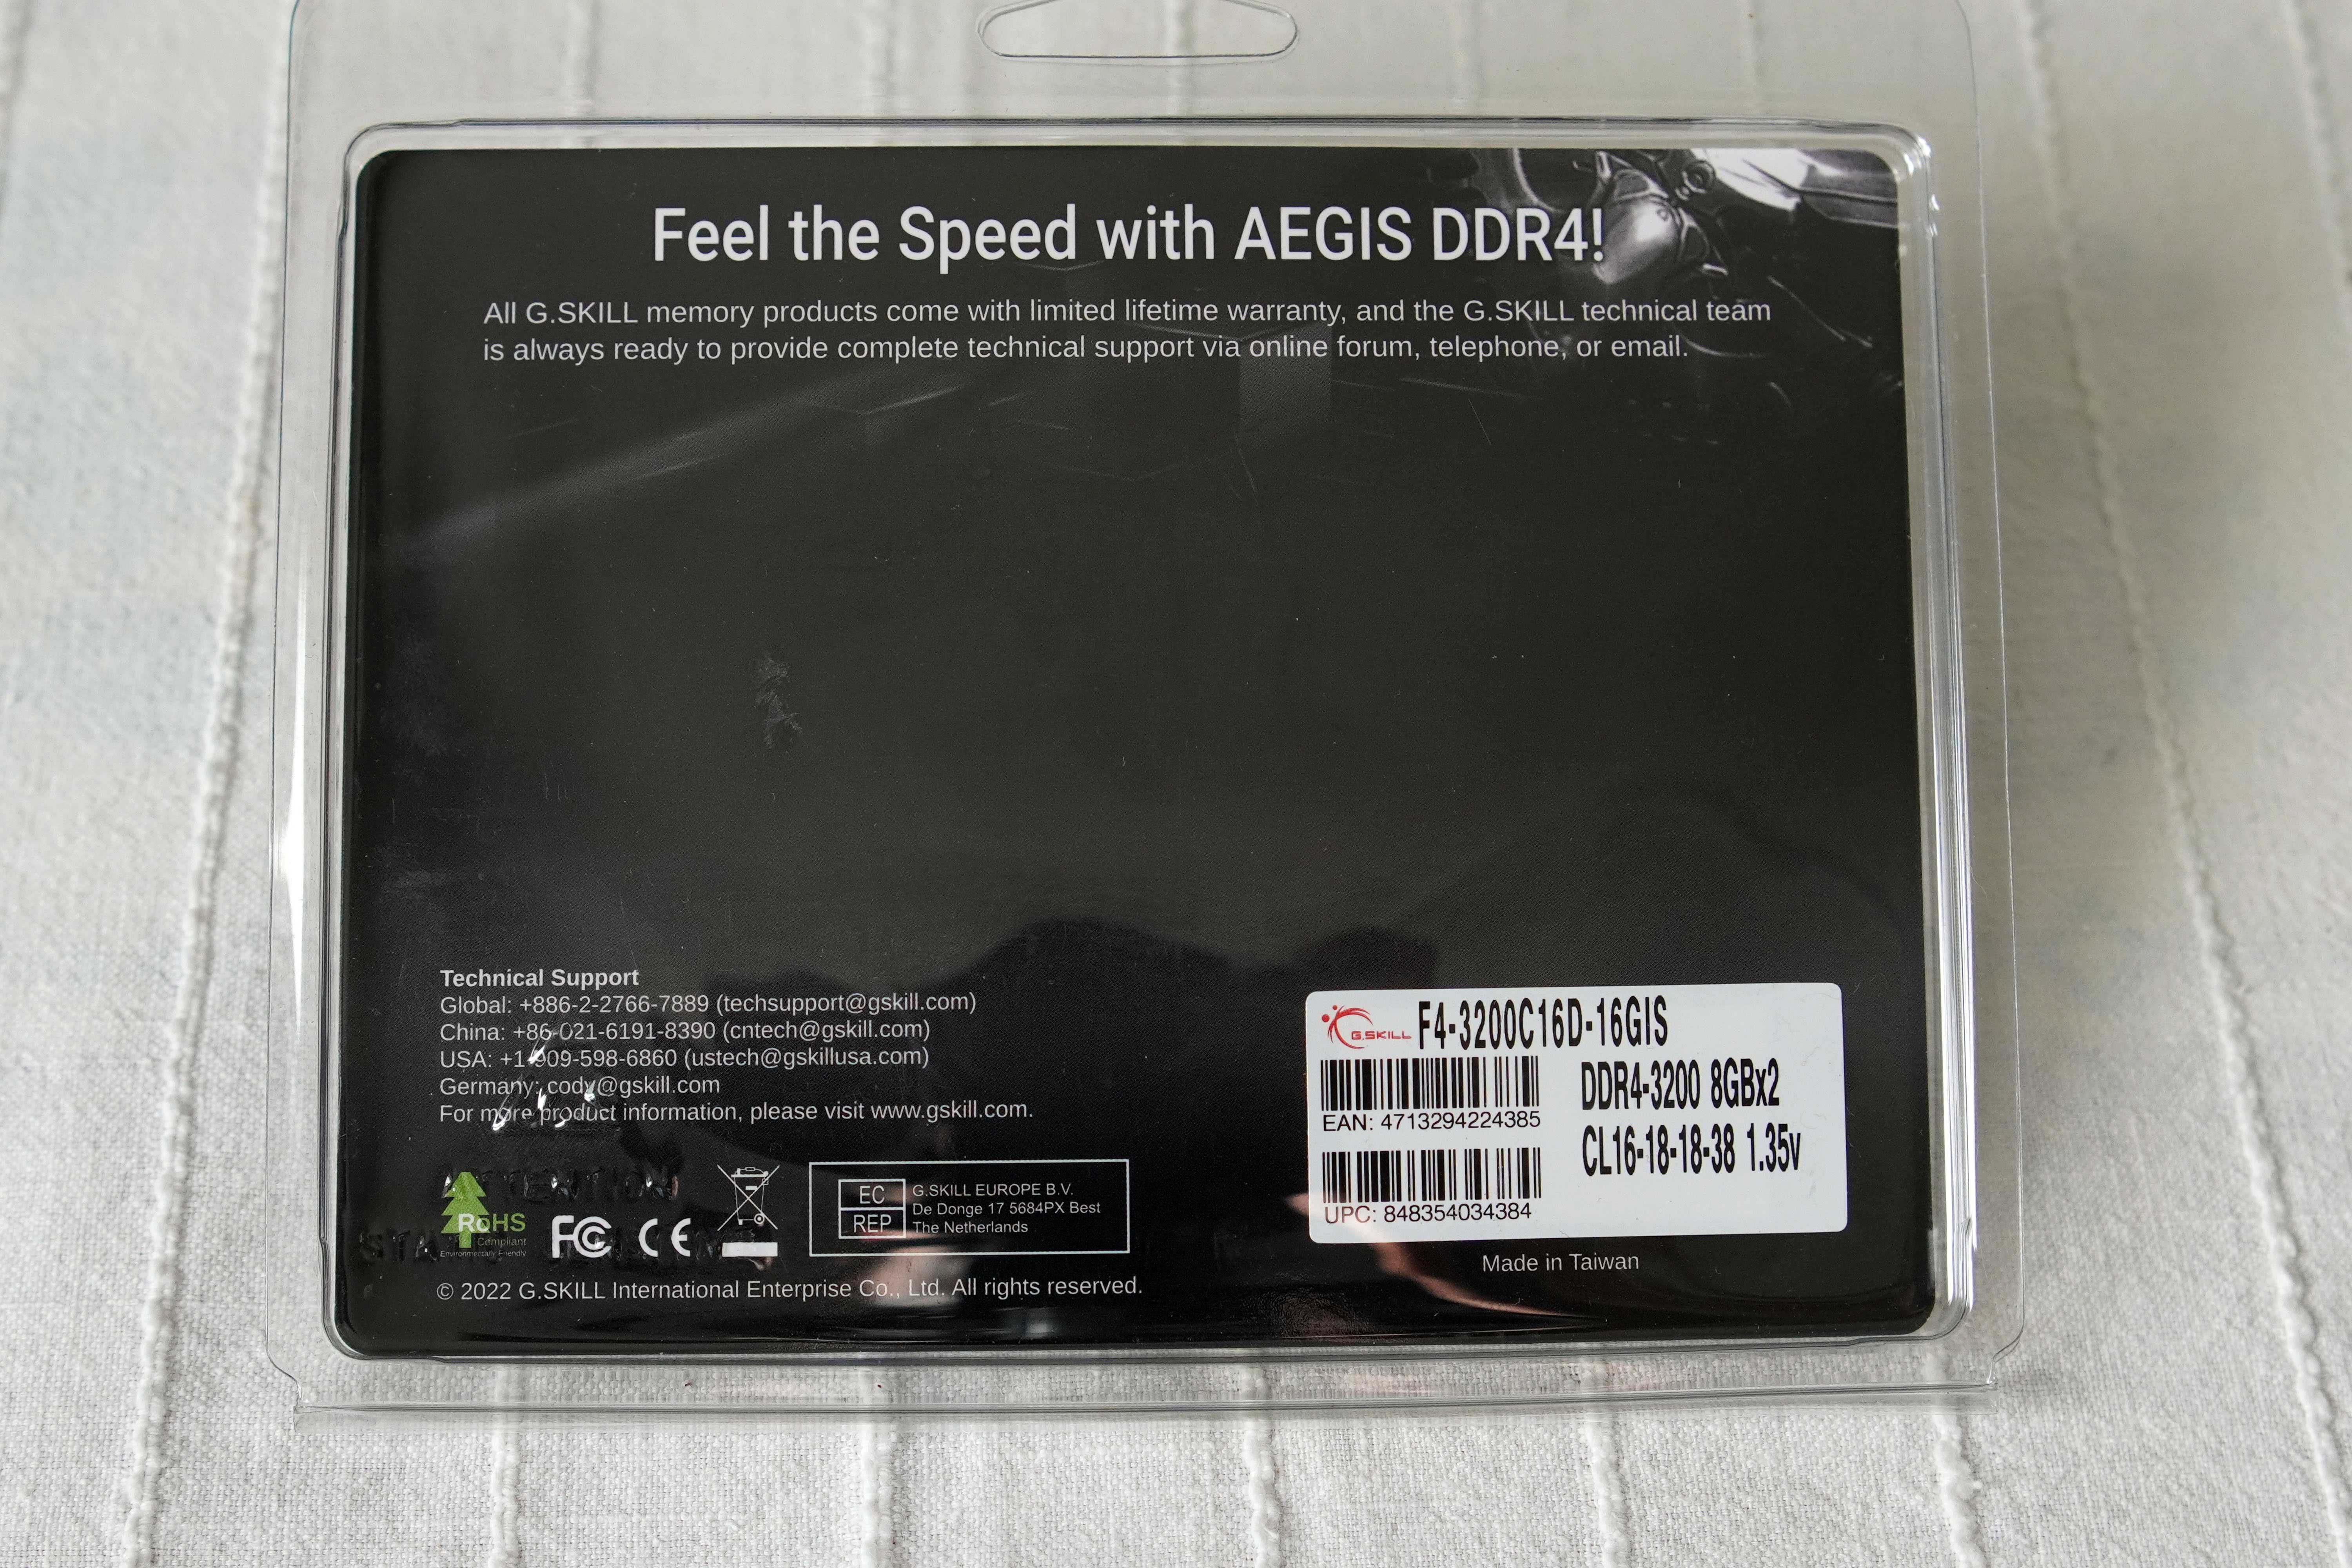 Feel the Speed with AEGIS DDR4!
All G.SKILL memory products come with limited lifetime warranty, and the G.SKILL technical team
is always ready to provide complete technical support via online forum, telephone, or email.
Technical Support
Global: +886-2-2766-7889 (techsupport@gskill.com)
China: +86-021-6191-8390 (cntech@gskill.com)
USA: +1-909-598-6860 (ustech@gskillusa.com)
Germany: cody@gskill.com
For more product information, please visit www.gskill.com.
ATTENTION
RoHS
Compliant
Environmentally Friendly
FC CE
EC REP
G.SKILL EUROPE B.V.
De Donge 17 5684PX Best
The Netherlands
© 2022 G.SKILL International Enterprise Co., Ltd. All rights reserved.
G.SKILL F4-3200C16D-16GIS
DDR4-3200 8GBx2
EAN: 4713294224385
CL16-18-18-38 1.35v
UPC: 848354034384
Made in Taiwan